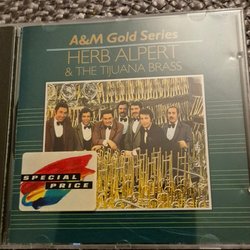 A&M Gold Series
HERB ALPERT
& THE TIJUANA BRASS
SPECIAL
PRICE